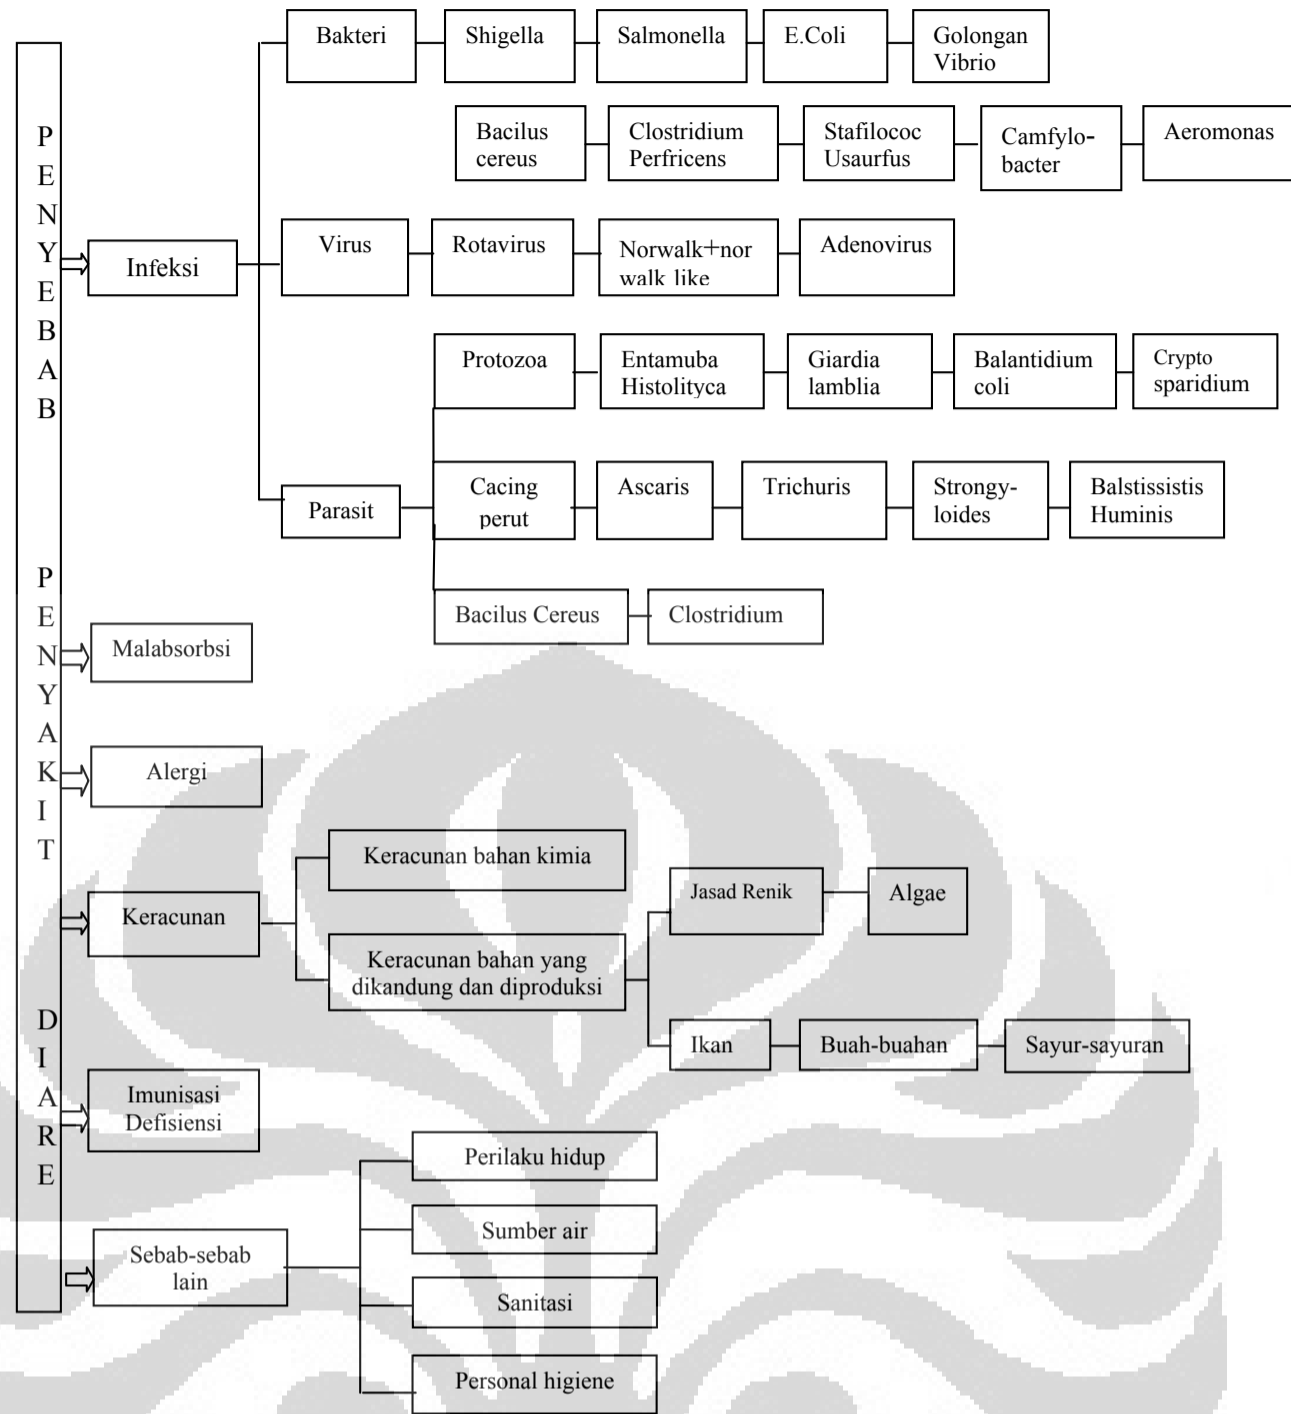 PENYEBAB PENYAKIT DIARE
Bakteri
Shigella
Salmonella
E.Coli
Golongan
Vibrio
Bacilus
cereus
Clostridium
Perfricens
Stafilococ
Usaurfus
Camfylo-
bacter
Aeromonas
Infeksi
Virus
Rotavirus
Norwalk+nor
walk like
Adenovirus
Protozoa
Entamuba
Histolityca
Giardia
lamblia
Balantidium
coli
Crypto
sparidium
Parasit
Cacing
perut
Ascaris
Trichuris
Strongy-
loides
Balstissistis
Huminis
Bacilus Cereus
Clostridium
Malabsorbsi
Alergi
Keracunan
Keracunan bahan kimia
Keracunan bahan yang
dikandung dan diproduksi
Jasad Renik
Algae
Ikan
Buah-buahan
Sayur-sayuran
Imunisasi
Defisiensi
Sebab-sebab
lain
Perilaku hidup
Sumber air
Sanitasi
Personal higiene